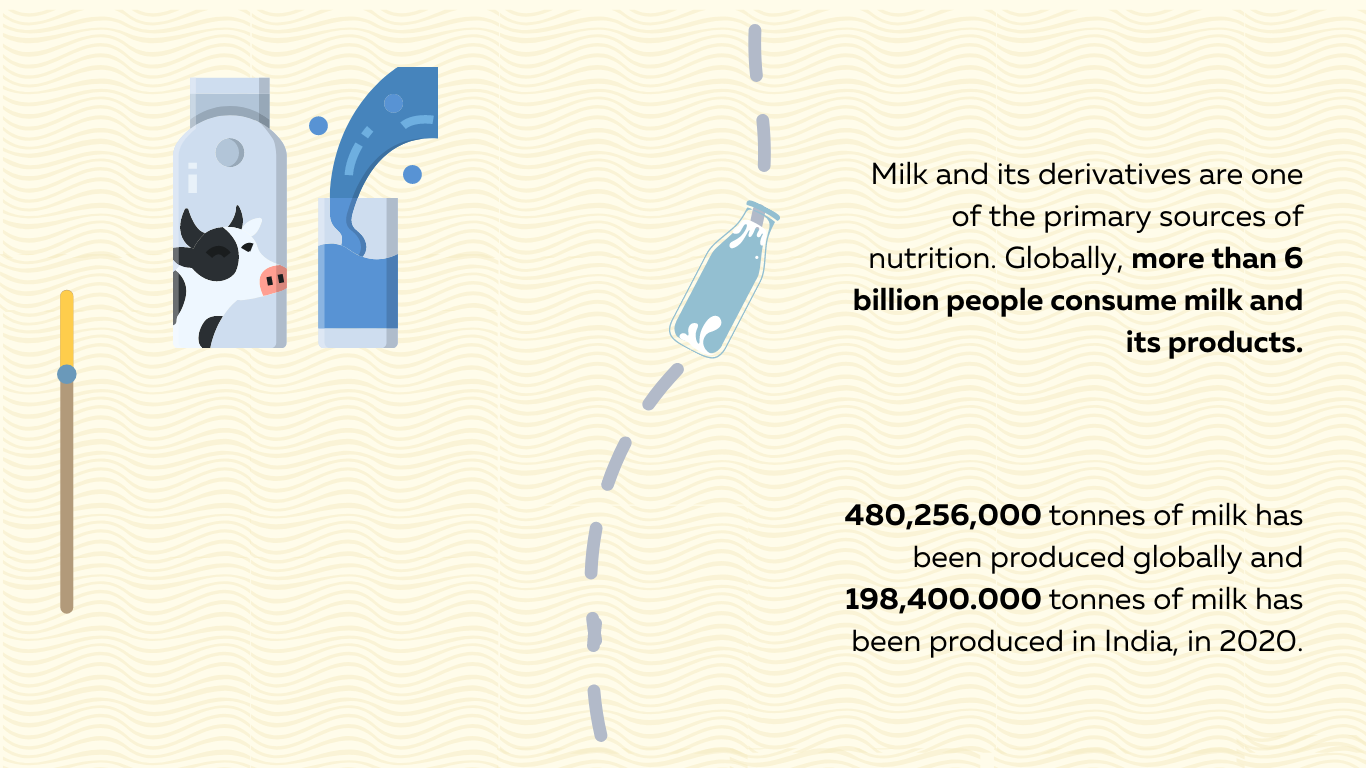 Milk and its derivatives are one
of the primary sources of
nutrition. Globally, more than 6
billion people consume milk and
its products.
480,256,000 tonnes of milk has
been produced globally and
198,400.000 tonnes of milk has
been produced in India, in 2020.